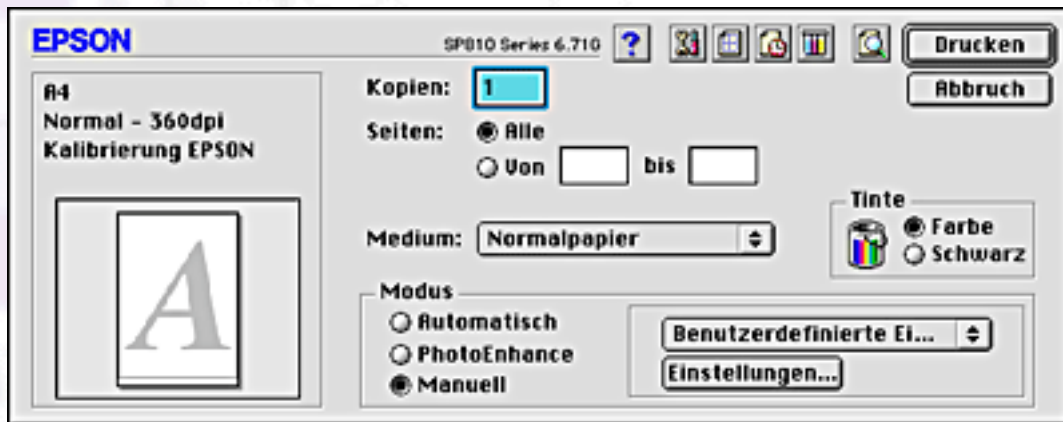 EPSON
SP810 Series 6.710
?
Drucken
Abbruch
A4
Normal - 360dpi
Kalibrierung EPSON
A
Kopien: 1
Seiten: Alle
Von bis
Medium: Normalpapier
Tinte
Farbe
Schwarz
Modus
Automatisch
PhotoEnhance
Manuell
Benutzerdefinierte Ei...
Einstellungen...